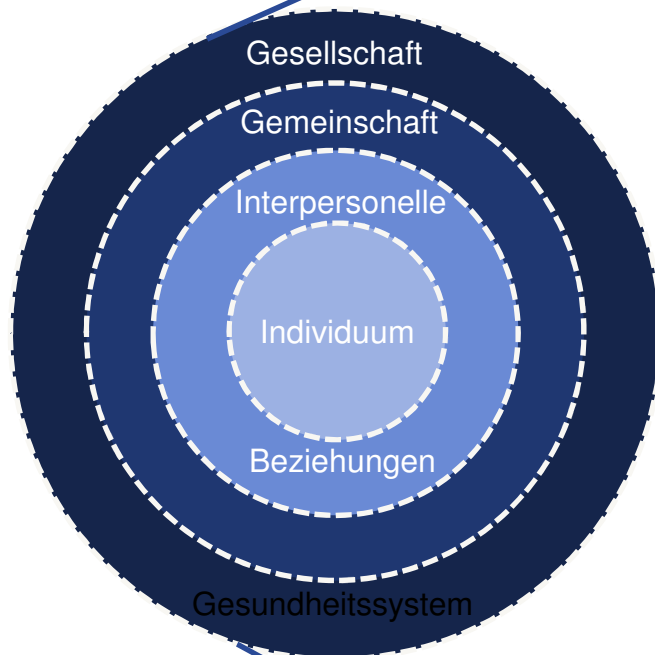 Gesellschaft
Gemeinschaft
Interpersonelle
Individuum
Beziehungen
Gesundheitssystem